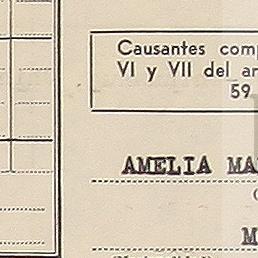 Causantes comp
VI y VII del ar
59
AMELIA MA
M